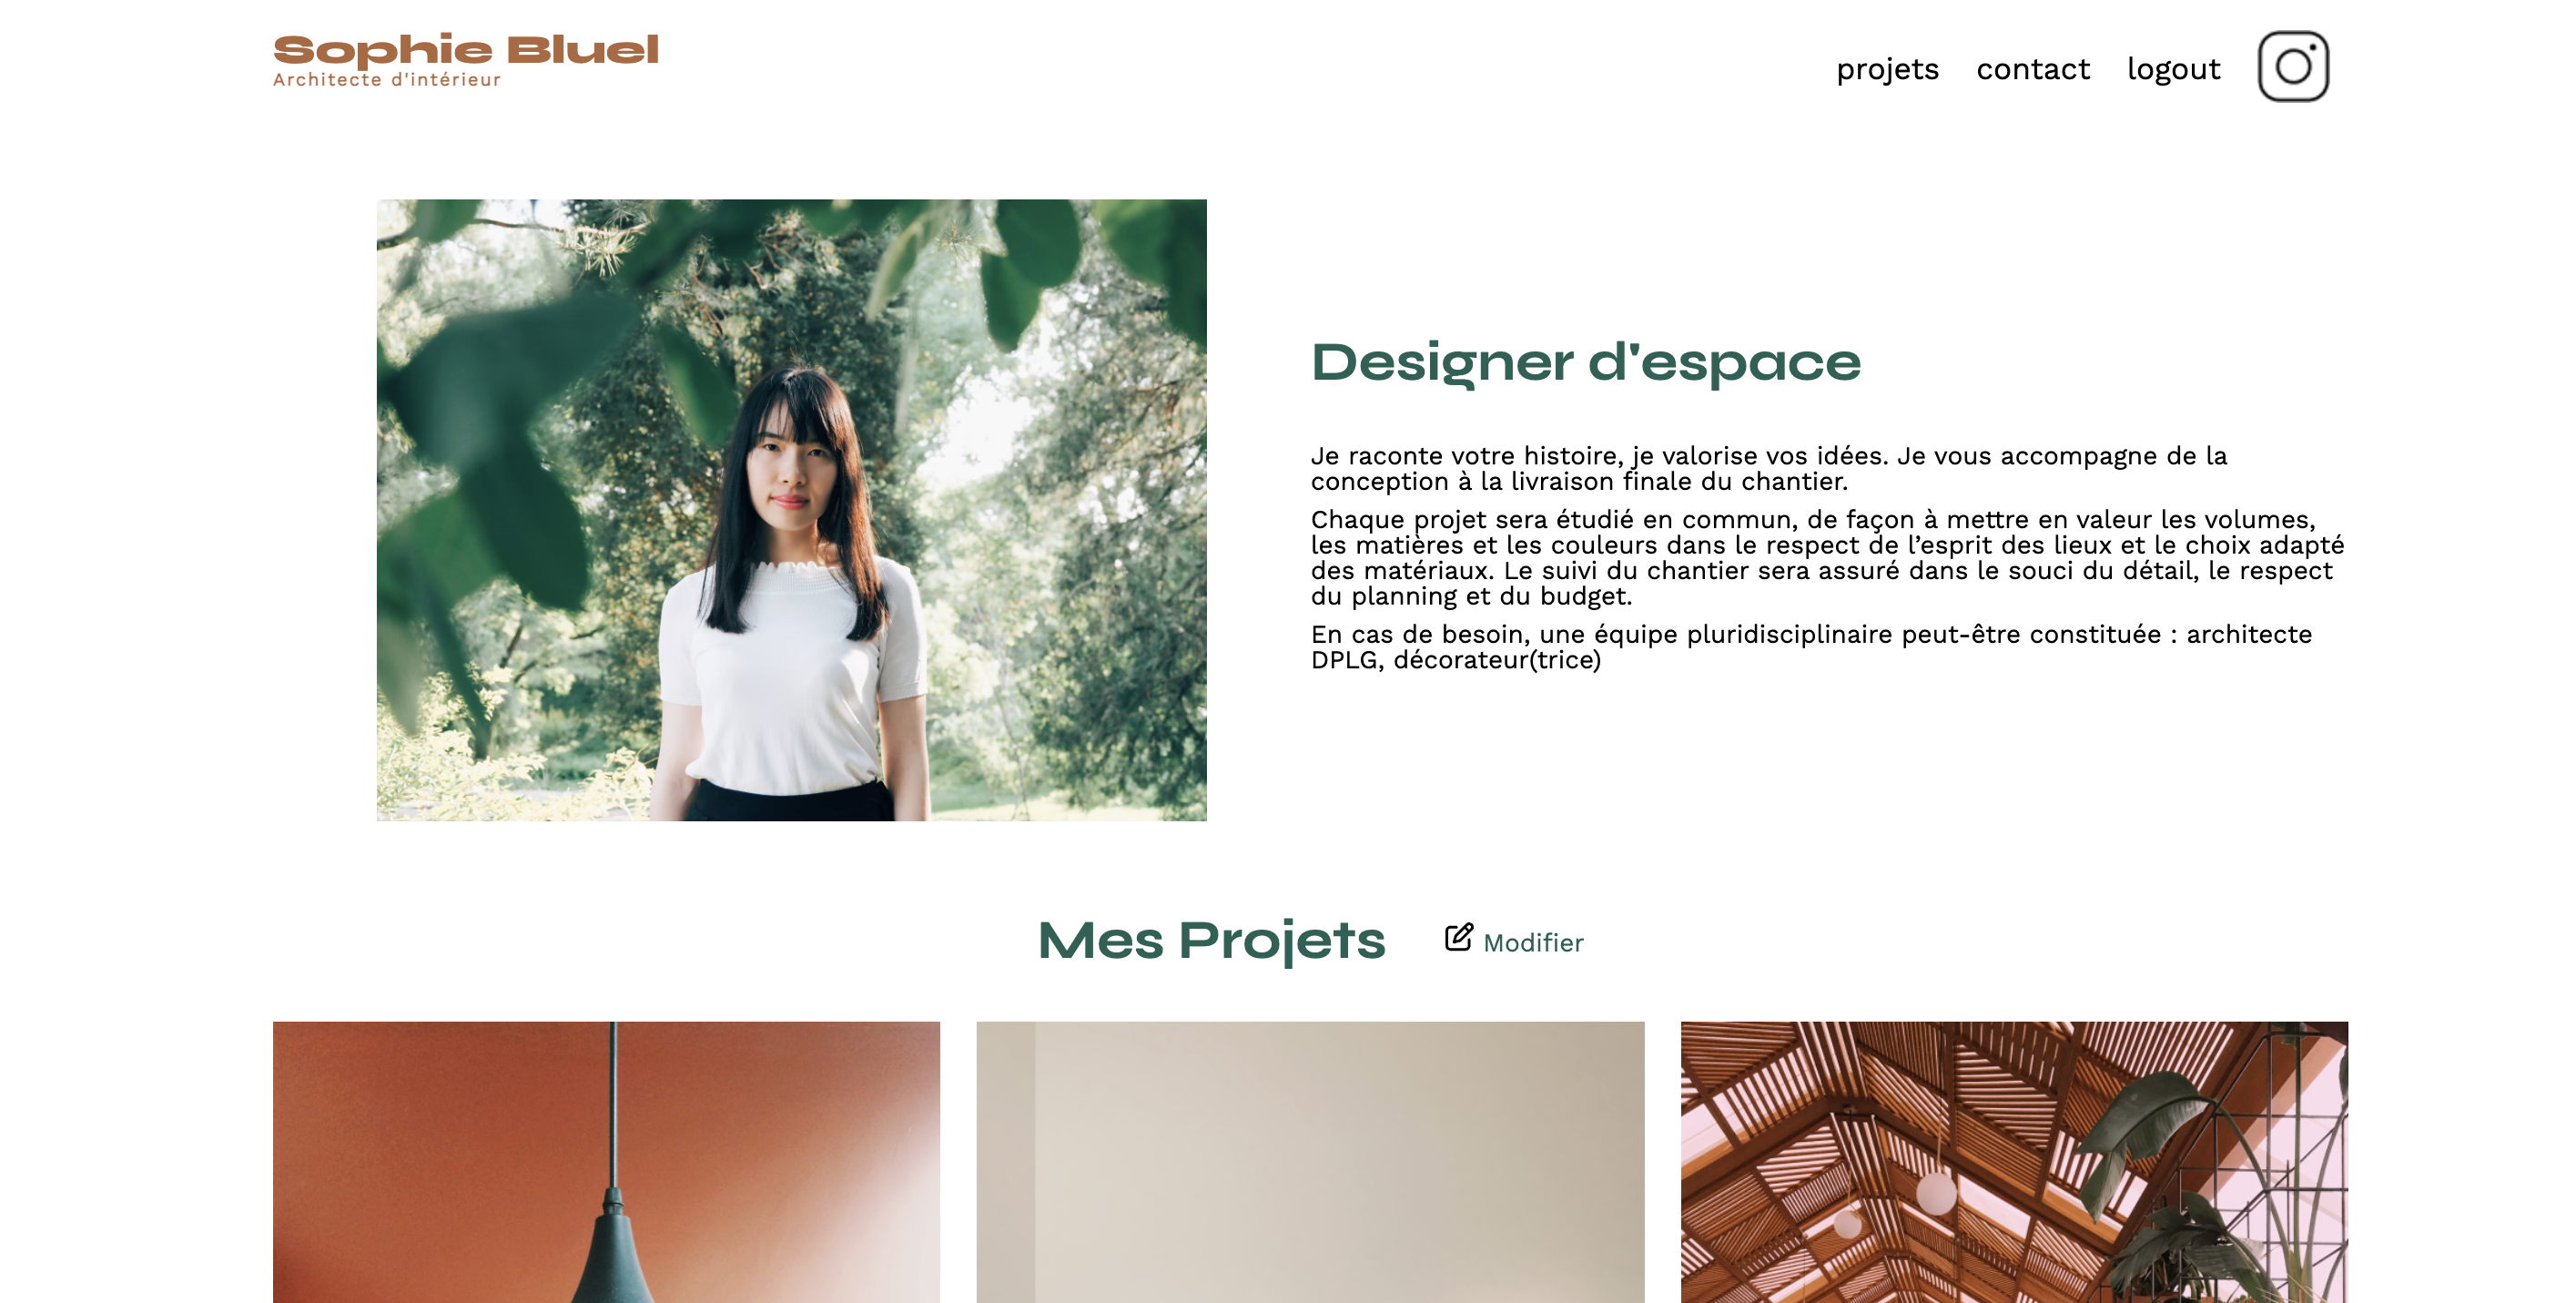 Sophie Bluel
Architecte d'intérieur
projets
contact
logout
Designer d'espace
Je raconte votre histoire, je valorise vos idées. Je vous accompagne de la
conception à la livraison finale du chantier.
Chaque projet sera étudié en commun, de façon à mettre en valeur les volumes,
les matières et les couleurs dans le respect de l’esprit des lieux et le choix adapté
des matériaux. Le suivi du chantier sera assuré dans le souci du détail, le respect
du planning et du budget.
En cas de besoin, une équipe pluridisciplinaire peut-être constituée : architecte
DPLG, décorateur(trice)
Mes Projets
Modifier